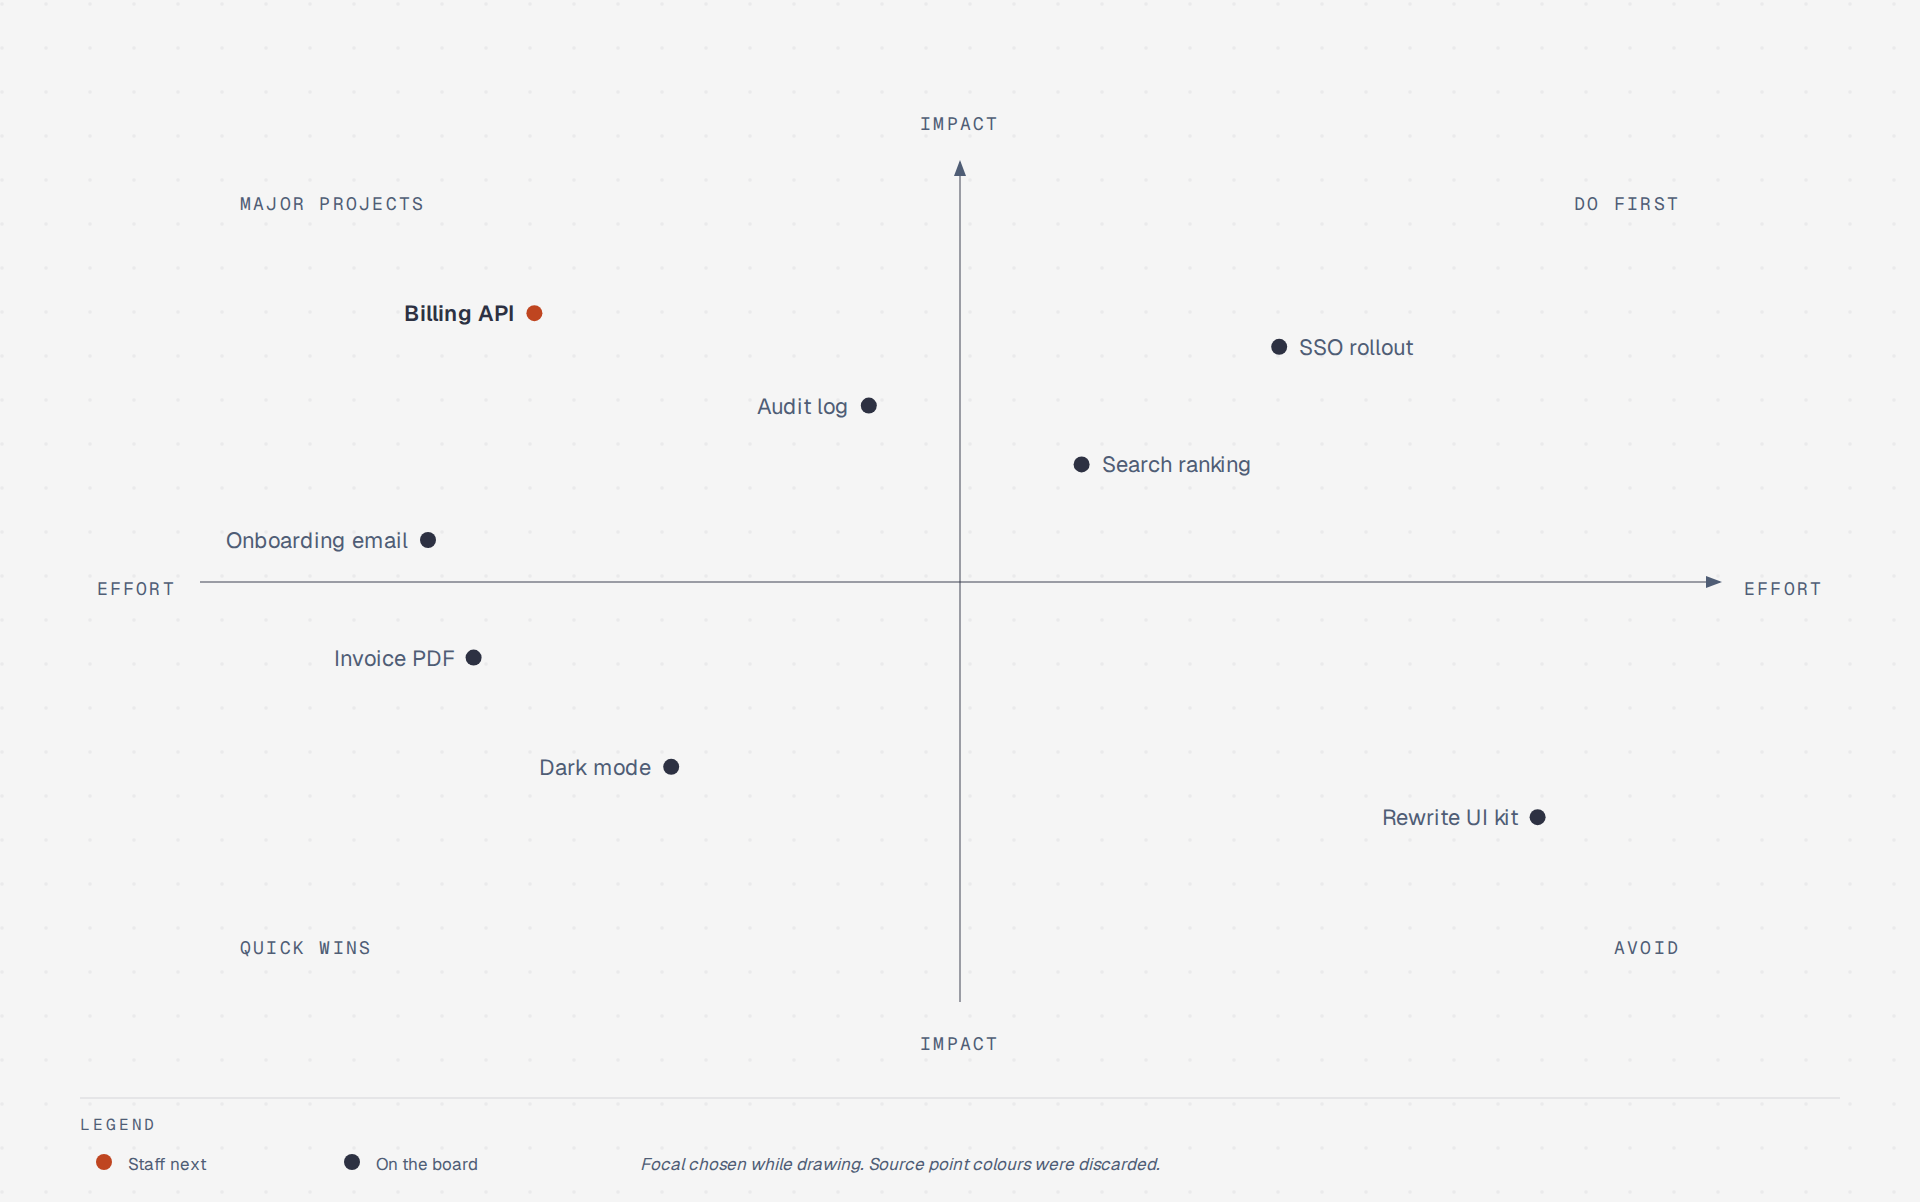 IMPACT
MAJOR PROJECTS
DO FIRST
Billing API
SSO rollout
Audit log
Search ranking
Onboarding email
EFFORT
EFFORT
Invoice PDF
Dark mode
Rewrite UI kit
QUICK WINS
AVOID
IMPACT
LEGEND
Staff next
On the board
Focal chosen while drawing. Source point colours were discarded.